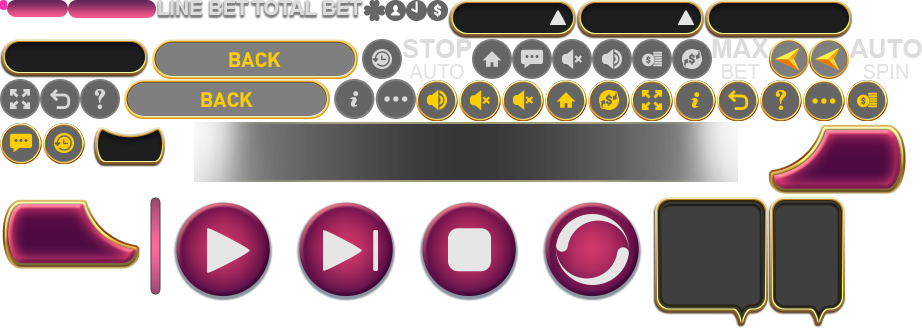 LINE BET TOTAL BET
BACK
STOP
AUTO
MAX
BET
AUTO
SPIN
BACK